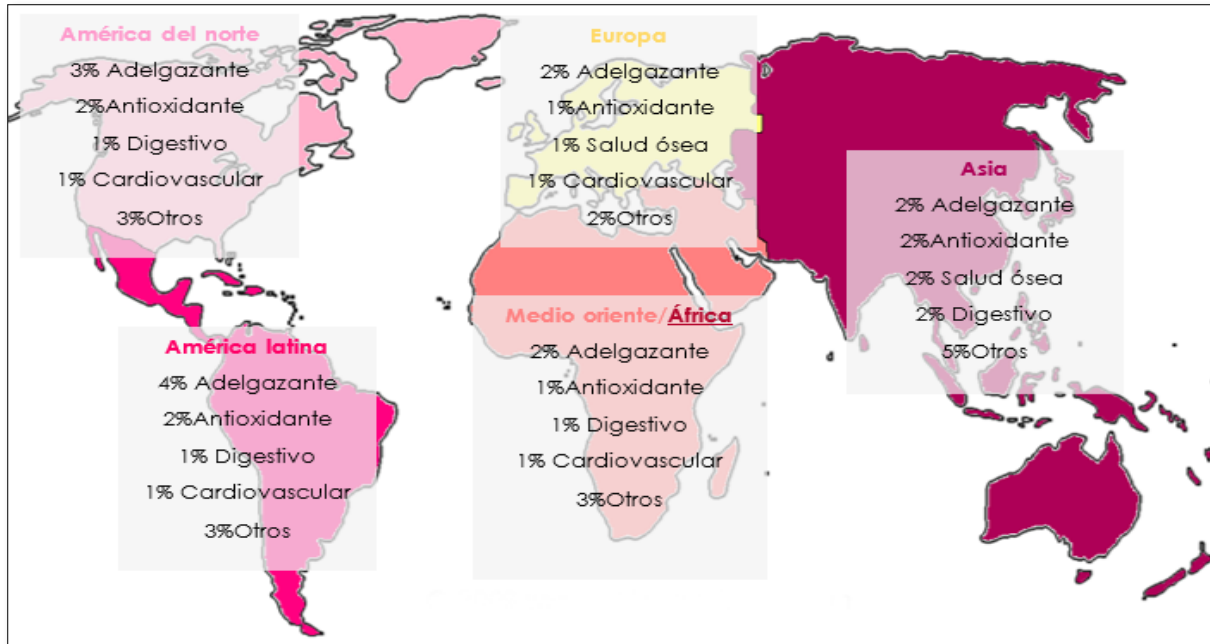 América del norte
3% Adelgazante
2%Antioxidante
1% Digestivo
1% Cardiovascular
3%Otros
América latina
4% Adelgazante
2%Antioxidante
1% Digestivo
1% Cardiovascular
3%Otros
Europa
2% Adelgazante
1%Antioxidante
1% Salud ósea
1% Cardiovascular
2%Otros
Medio oriente/África
2% Adelgazante
1%Antioxidante
1% Digestivo
1% Cardiovascular
3%Otros
Asia
2% Adelgazante
2%Antioxidante
2% Salud ósea
2% Digestivo
5%Otros